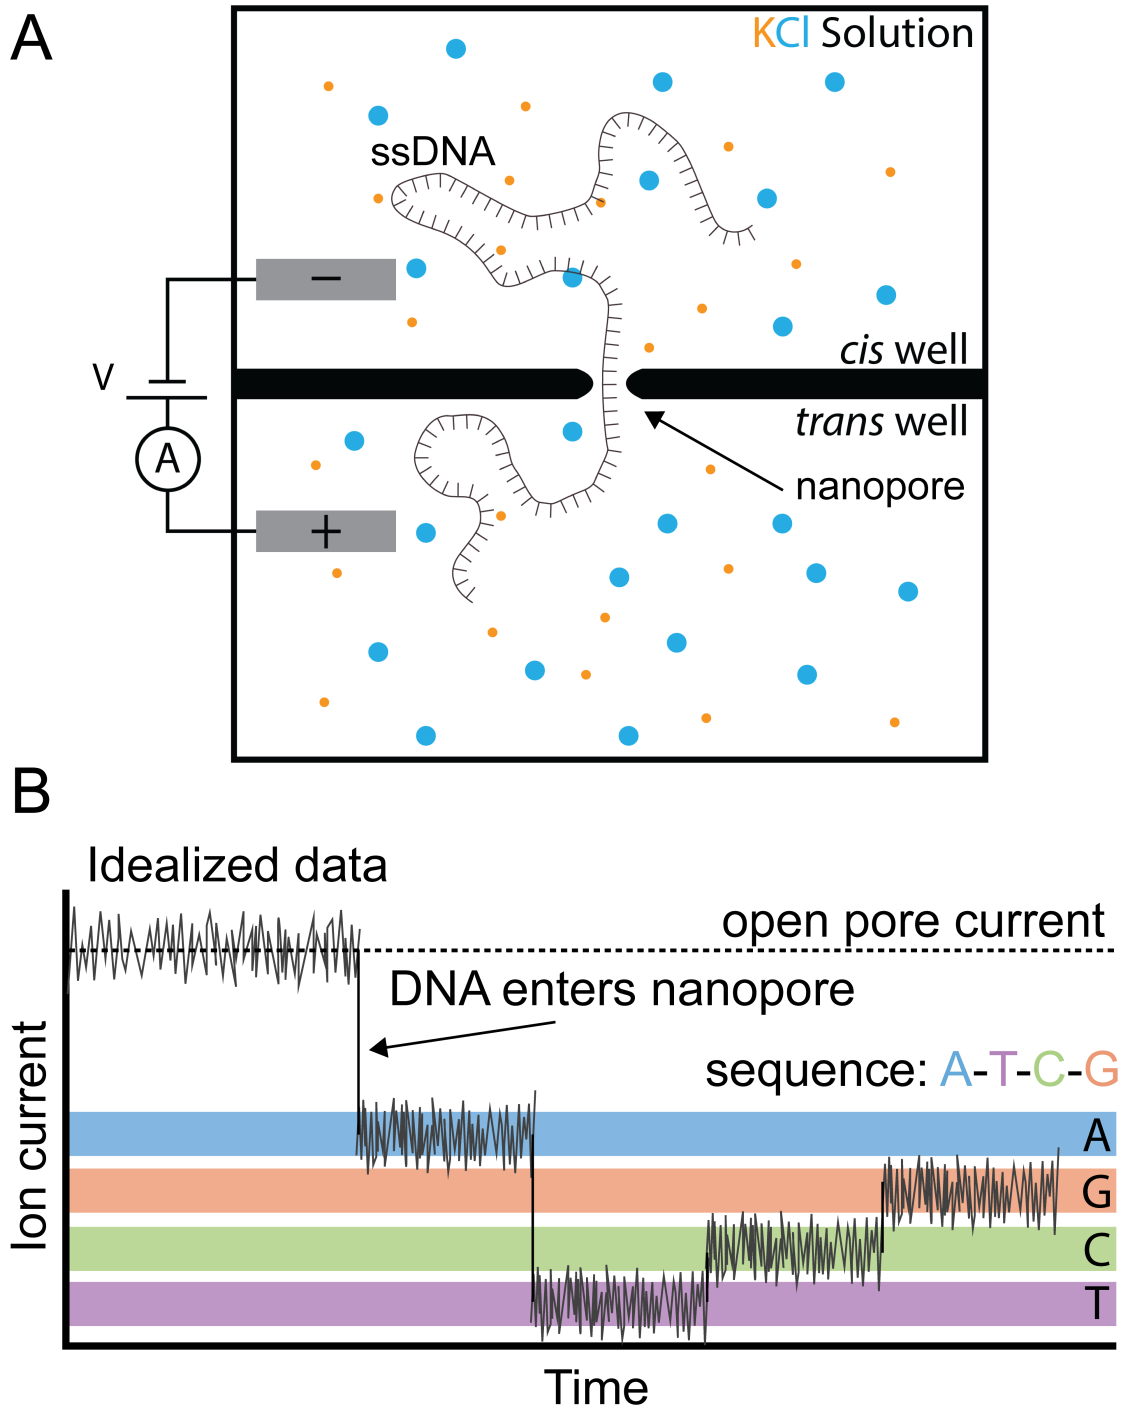 A
KCl Solution
ssDNA
−
cis well
V
trans well
A
nanopore
+
B
Idealized data
open pore current
DNA enters nanopore
sequence: A-T-C-G
A
G
C
T
Ion current
Time